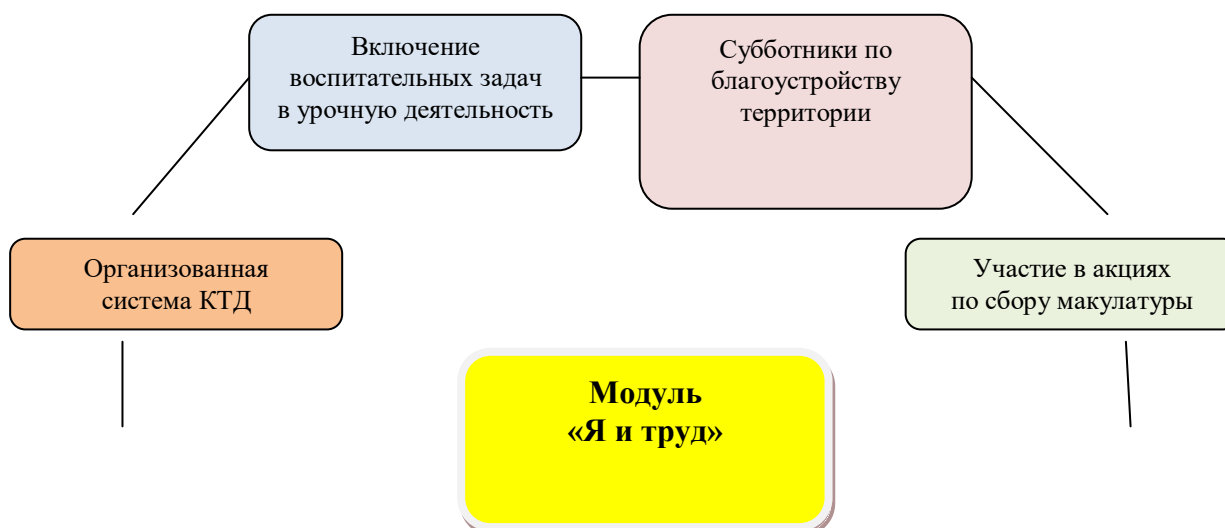 Включение
воспитательных задач
в урочную деятельность
Субботники по
благоустройству
территории
Организованная
система КТД
Участие в акциях
по сбору макулатуры
Модуль
«Я и труд»